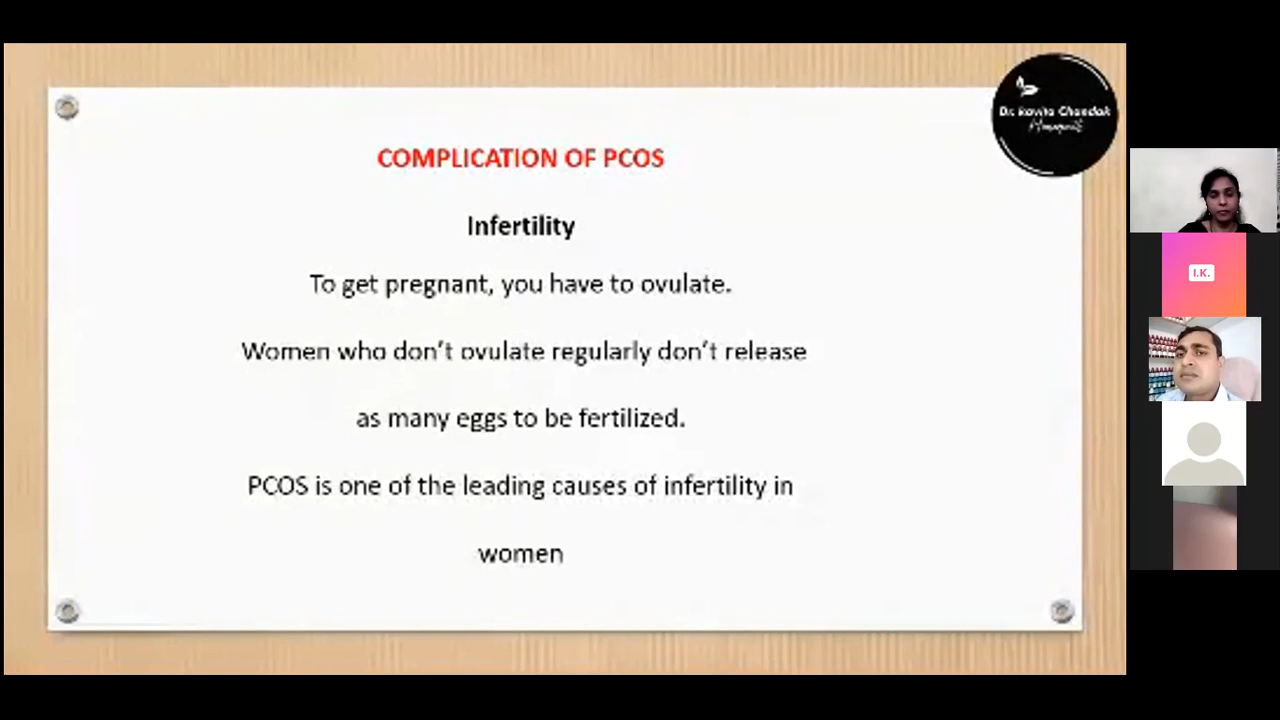 COMPLICATION OF PCOS
Infertility
To get pregnant, you have to ovulate.
Women who don't ovulate regularly don't release
as many eggs to be fertilized.
PCOS is one of the leading causes of infertility in
women
Dr. Kavita Chandak
I.K.